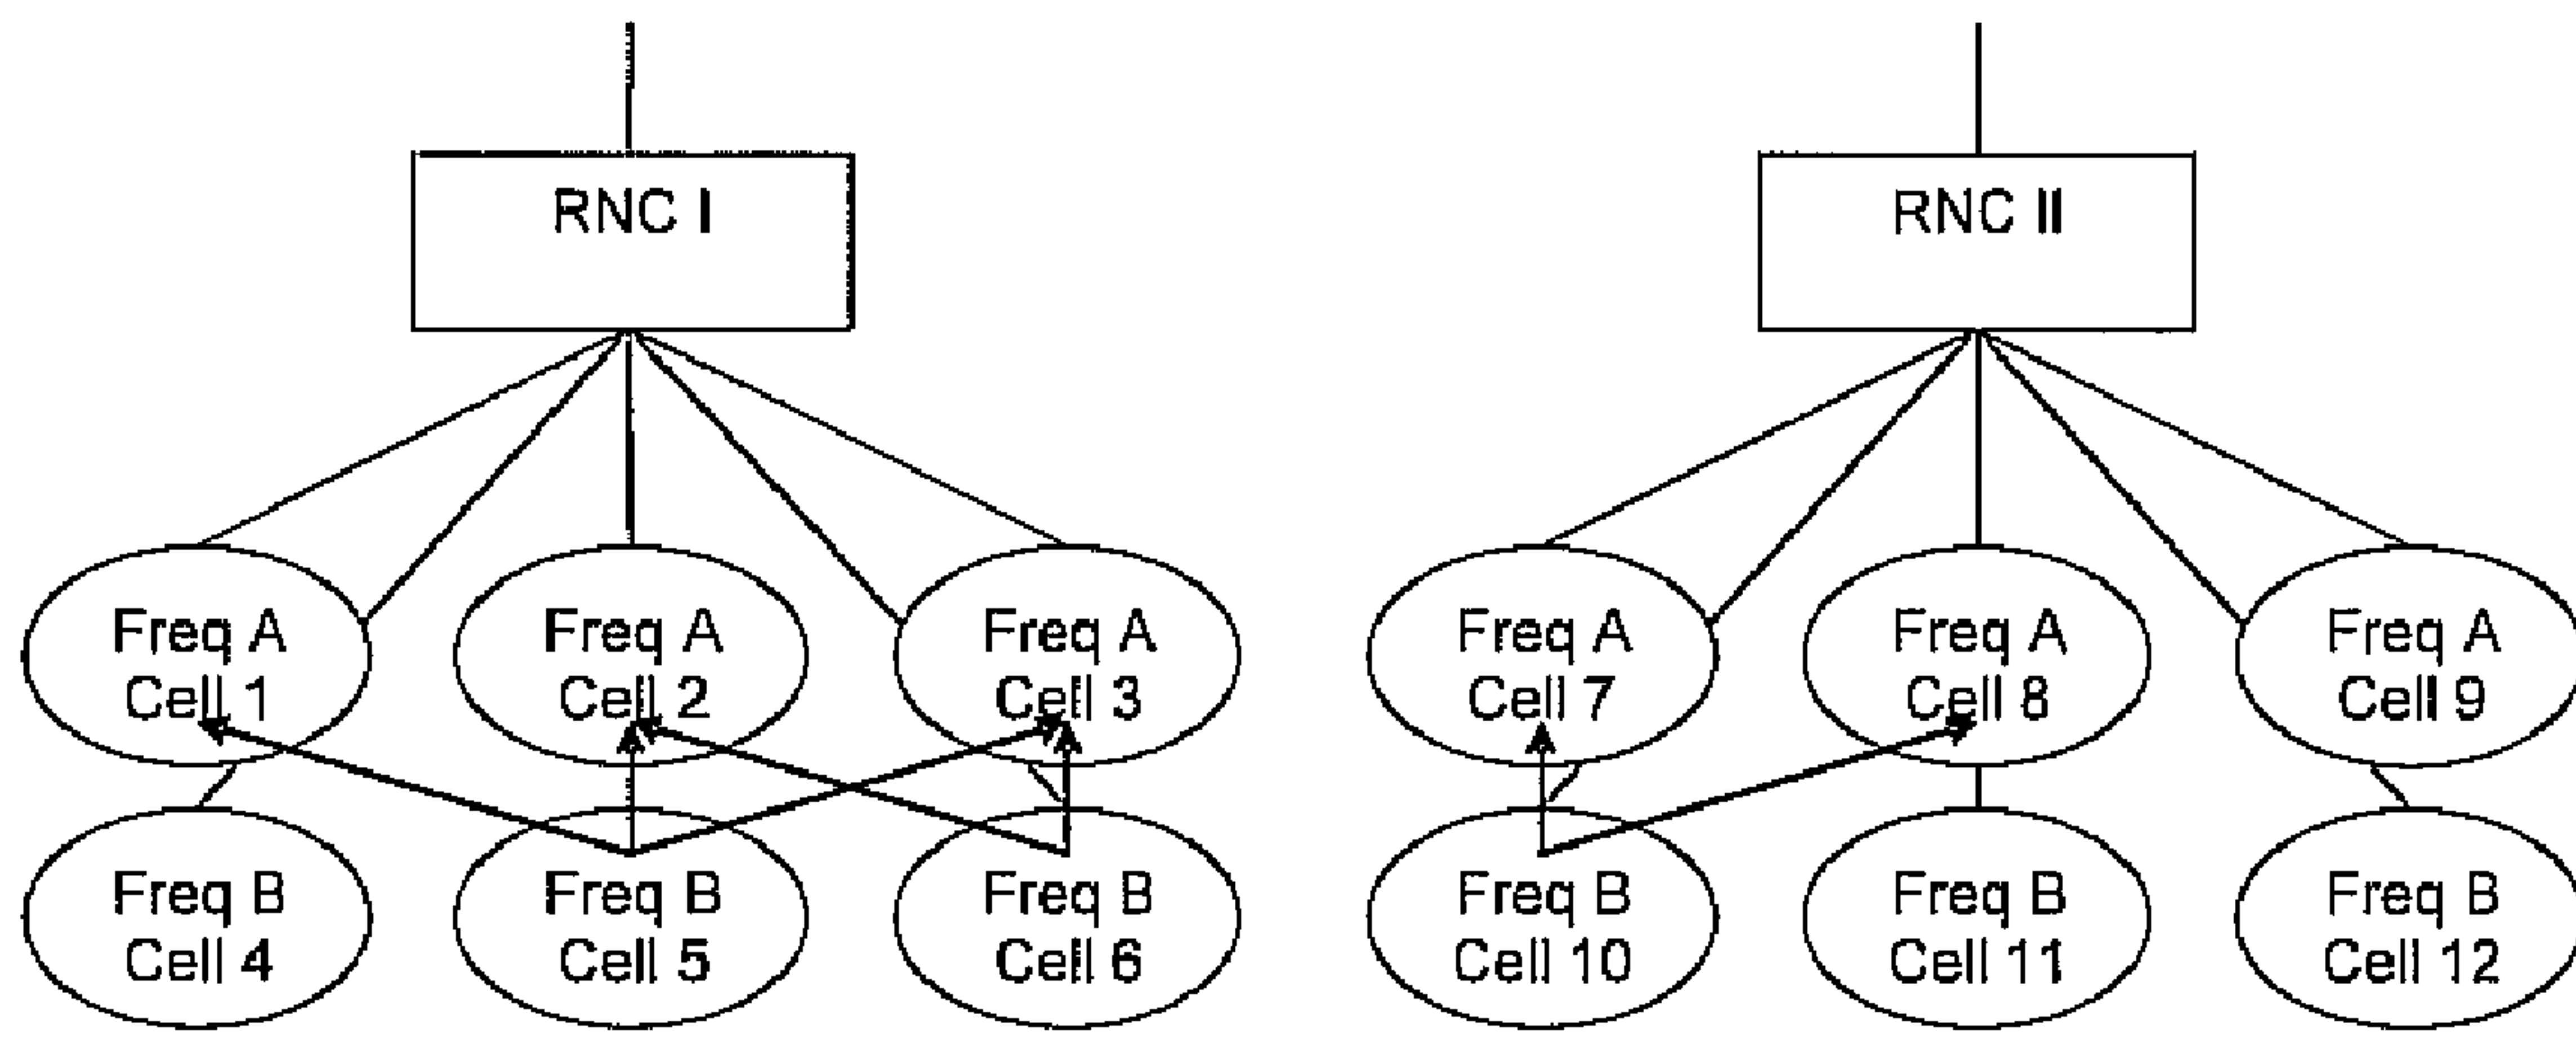 RNC I
RNC II
Freq A
Cell 1
Freq A
Cell 2
Freq A
Cell 3
Freq A
Cell 7
Freq A
Cell 8
Freq A
Cell 9
Freq B
Cell 4
Freq B
Cell 5
Freq B
Cell 6
Freq B
Cell 10
Freq B
Cell 11
Freq B
Cell 12